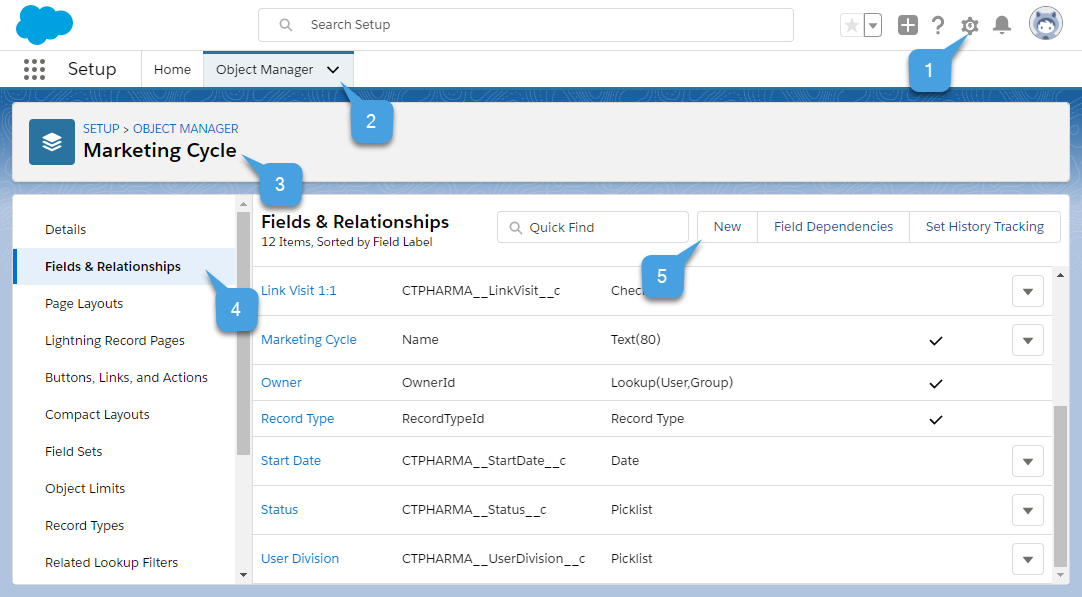 Search Setup
1
Setup Home Object Manager
2
SETUP > OBJECT MANAGER
Marketing Cycle
3
Details
Fields & Relationships
4
Page Layouts
Lightning Record Pages
Buttons, Links, and Actions
Compact Layouts
Field Sets
Object Limits
Record Types
Related Lookup Filters
Fields & Relationships
12 Items, Sorted by Field Label
Quick Find
New Field Dependencies Set History Tracking
5
Link Visit 1:1 CTPHARMA__LinkVisit__c
Marketing Cycle Name Text(80)
Owner OwnerId Lookup(User,Group)
Record Type RecordTypeId Record Type
Start Date CTPHARMA__StartDate__c Date
Status CTPHARMA__Status__c Picklist
User Division CTPHARMA__UserDivision__c Picklist